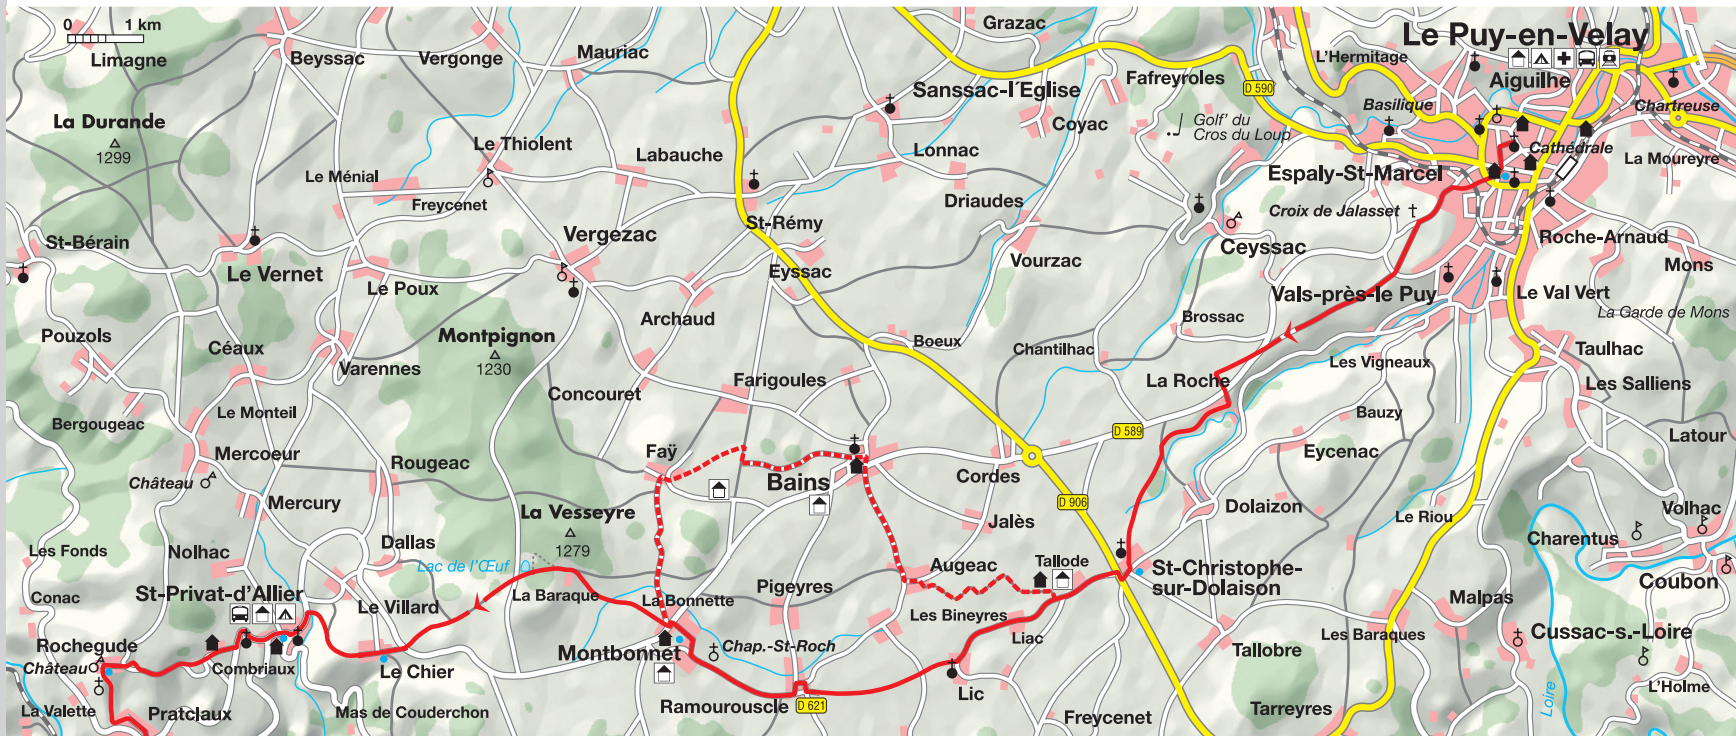 0 1 km
Limagne
Beyssac
Vergonge
Mauriac
Grazac
Le Puy-en-Velay
L'Hermitage
Aiguilhe
Fafreyroles
Sanssac-l'Eglise
D 590
Basilique
Chartreuse
La Durande
1299
Coyac
Golf' du
Cros du Loup
Cathédrale
Le Thiolent
Labauche
Lonnac
La Moureyre
Le Ménial
Espaly-St-Marcel
Freycenet
Driaudes
Croix de Jalasset
St-Bérain
Vergezac
St-Rémy
Roche-Arnaud
Le Vernet
Eyssac
Vourzac
Ceyssac
Mons
Le Poux
Vals-près-le Puy
Le Val Vert
Archaud
Brossac
La Garde de Mons
Pouzols
Montpignon
1230
Céaux
Boeux
Chantilhac
Taulhac
Varennes
Les Vigneaux
Concouret
Farigoules
La Roche
Les Salliens
Le Monteil
Bauzy
Bergougeac
D 589
Latour
Mercoeur
Faÿ
Eycenac
Rougeac
Château
Bains
Cordes
Mercury
D 906
Dolaizon
Volhac
La Vesseyre
1279
Jalès
Le Riou
Les Fonds
Nolhac
Dallas
Charentus
Lac de l'Œuf
Augeac
Tallode
St-Christophe-
sur-Dolaison
Coubon
St-Privat-d'Allier
Pigeyres
Conac
La Baraque
La Bonnette
Malpas
Le Villard
Les Bineyres
Rochegude
Liac
Les Baraques
Cussac-s.-Loire
Château
Montbonnet
Chap.-St-Roch
Tallobre
Combriaux
Le Chier
Lic
L'Holme
La Valette
Pratclaux
Mas de Couderchon
Ramourouscle
D 621
Freycenet
Tarreyres
Loire